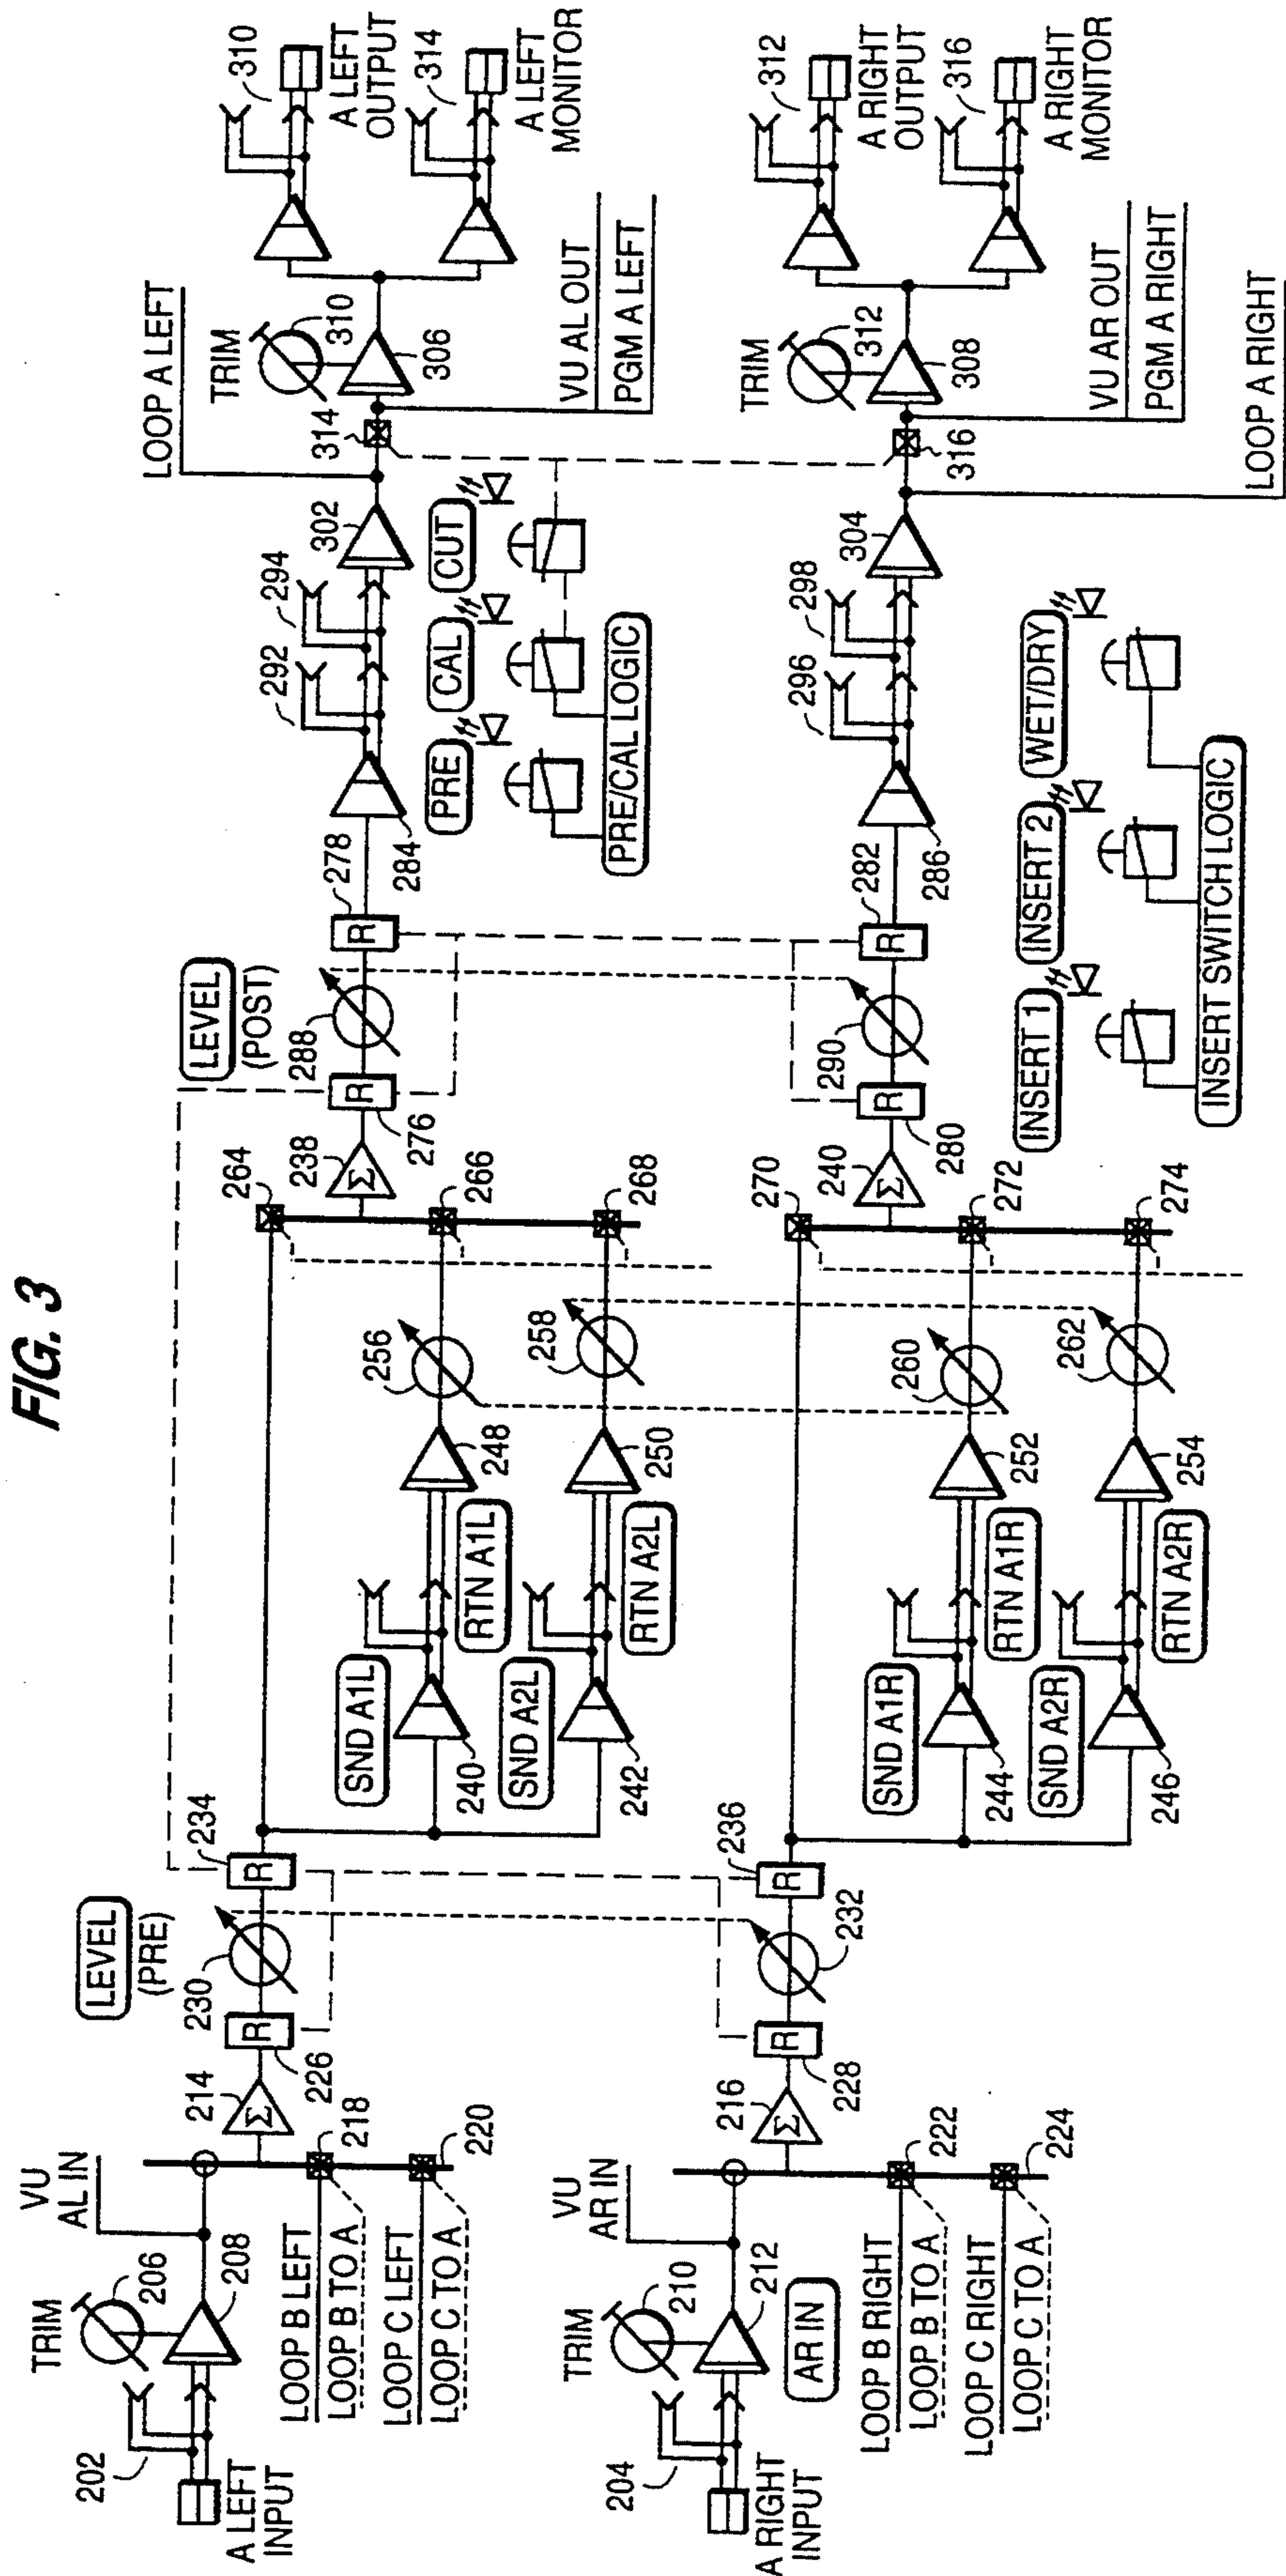 FIG. 3
LEVEL
(PRE)
LEVEL
(POST)
LOOP A LEFT
VU
AL IN
TRIM
206
208
202
A LEFT
INPUT
214
226
230
234
218
220
LOOP B LEFT
LOOP B TO A
LOOP C LEFT
LOOP C TO A
Σ
R
R
SND A1L
240
RTN A1L
248
256
SND A2L
242
RTN A2L
250
258
264
266
268
238
Σ
R
276
288
R
278
284
292
294
302
314
TRIM
310
306
310
A LEFT
OUTPUT
314
A LEFT
MONITOR
VU AL OUT
PGM A LEFT
PRE
CAL
CUT
PRE/CAL LOGIC
VU
AR IN
TRIM
210
212
204
A RIGHT
INPUT
AR IN
216
228
232
236
222
224
LOOP B RIGHT
LOOP B TO A
LOOP C RIGHT
LOOP C TO A
Σ
R
R
SND A1R
244
RTN A1R
252
260
SND A2R
246
RTN A2R
254
262
270
272
274
240
Σ
R
280
290
R
282
286
296
298
304
316
TRIM
312
308
312
A RIGHT
OUTPUT
316
A RIGHT
MONITOR
VU AR OUT
PGM A RIGHT
LOOP A RIGHT
INSERT 1
INSERT 2
WET/DRY
INSERT SWITCH LOGIC